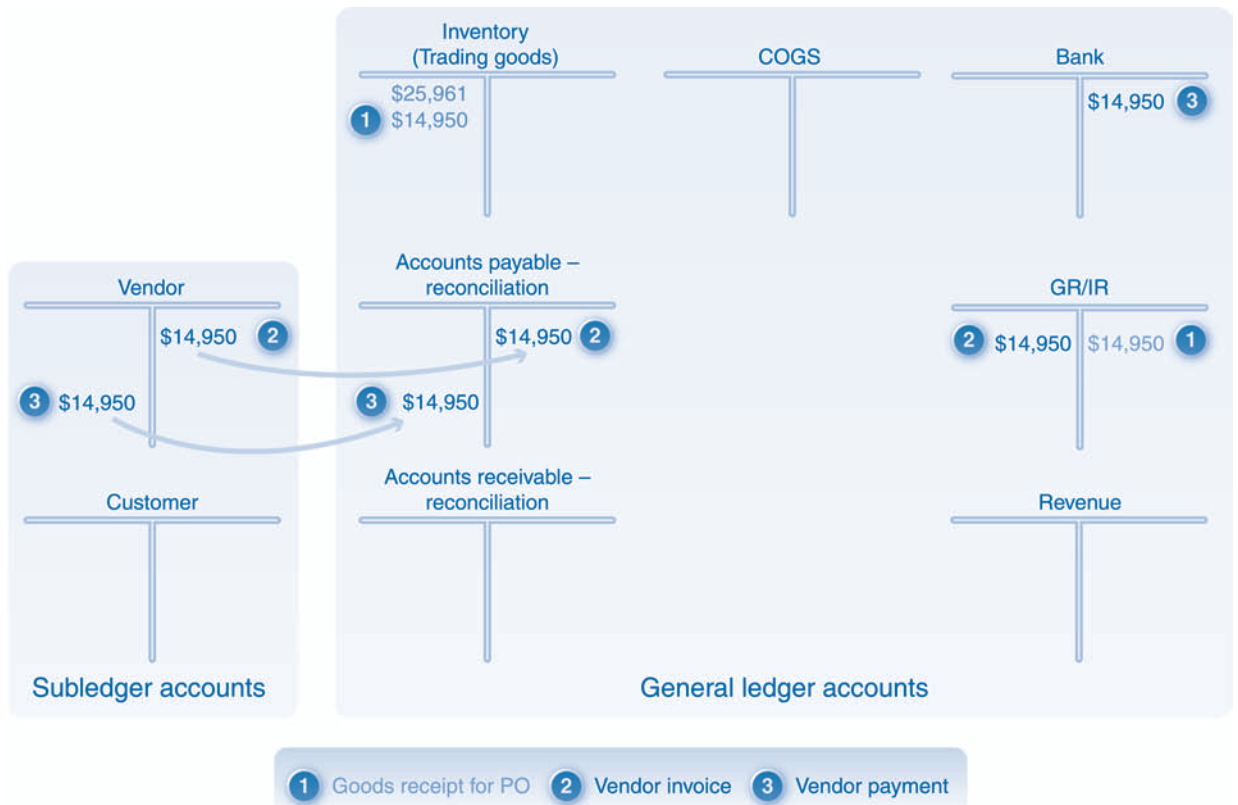 Inventory
(Trading goods)
COGS
Bank
$25,961
1 $14,950
$14,950 3
Vendor
Accounts payable –
reconciliation
GR/IR
$14,950 2
$14,950 2
2 $14,950
$14,950 1
3 $14,950
3 $14,950
Customer
Accounts receivable –
reconciliation
Revenue
Subledger accounts
General ledger accounts
1 Goods receipt for PO 2 Vendor invoice 3 Vendor payment